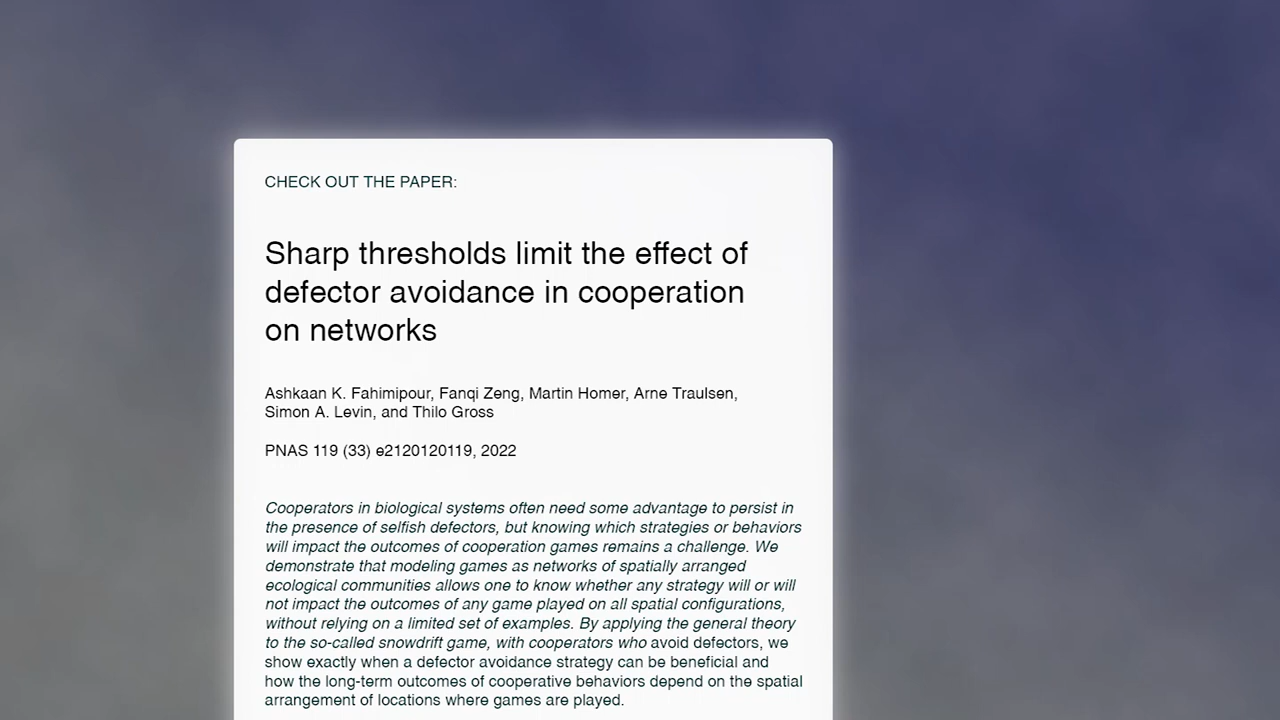 CHECK OUT THE PAPER:
Sharp thresholds limit the effect of
defector avoidance in cooperation
on networks
Ashkaan K. Fahimipour, Fanqi Zeng, Martin Homer, Arne Traulsen,
Simon A. Levin, and Thilo Gross
PNAS 119 (33) e2120120119, 2022
Cooperators in biological systems often need some advantage to persist in
the presence of selfish defectors, but knowing which strategies or behaviors
will impact the outcomes of cooperation games remains a challenge. We
demonstrate that modeling games as networks of spatially arranged
ecological communities allows one to know whether any strategy will or will
not impact the outcomes of any game played on all spatial configurations,
without relying on a limited set of examples. By applying the general theory
to the so-called snowdrift game, with cooperators who avoid defectors, we
show exactly when a defector avoidance strategy can be beneficial and
how the long-term outcomes of cooperative behaviors depend on the spatial
arrangement of locations where games are played.